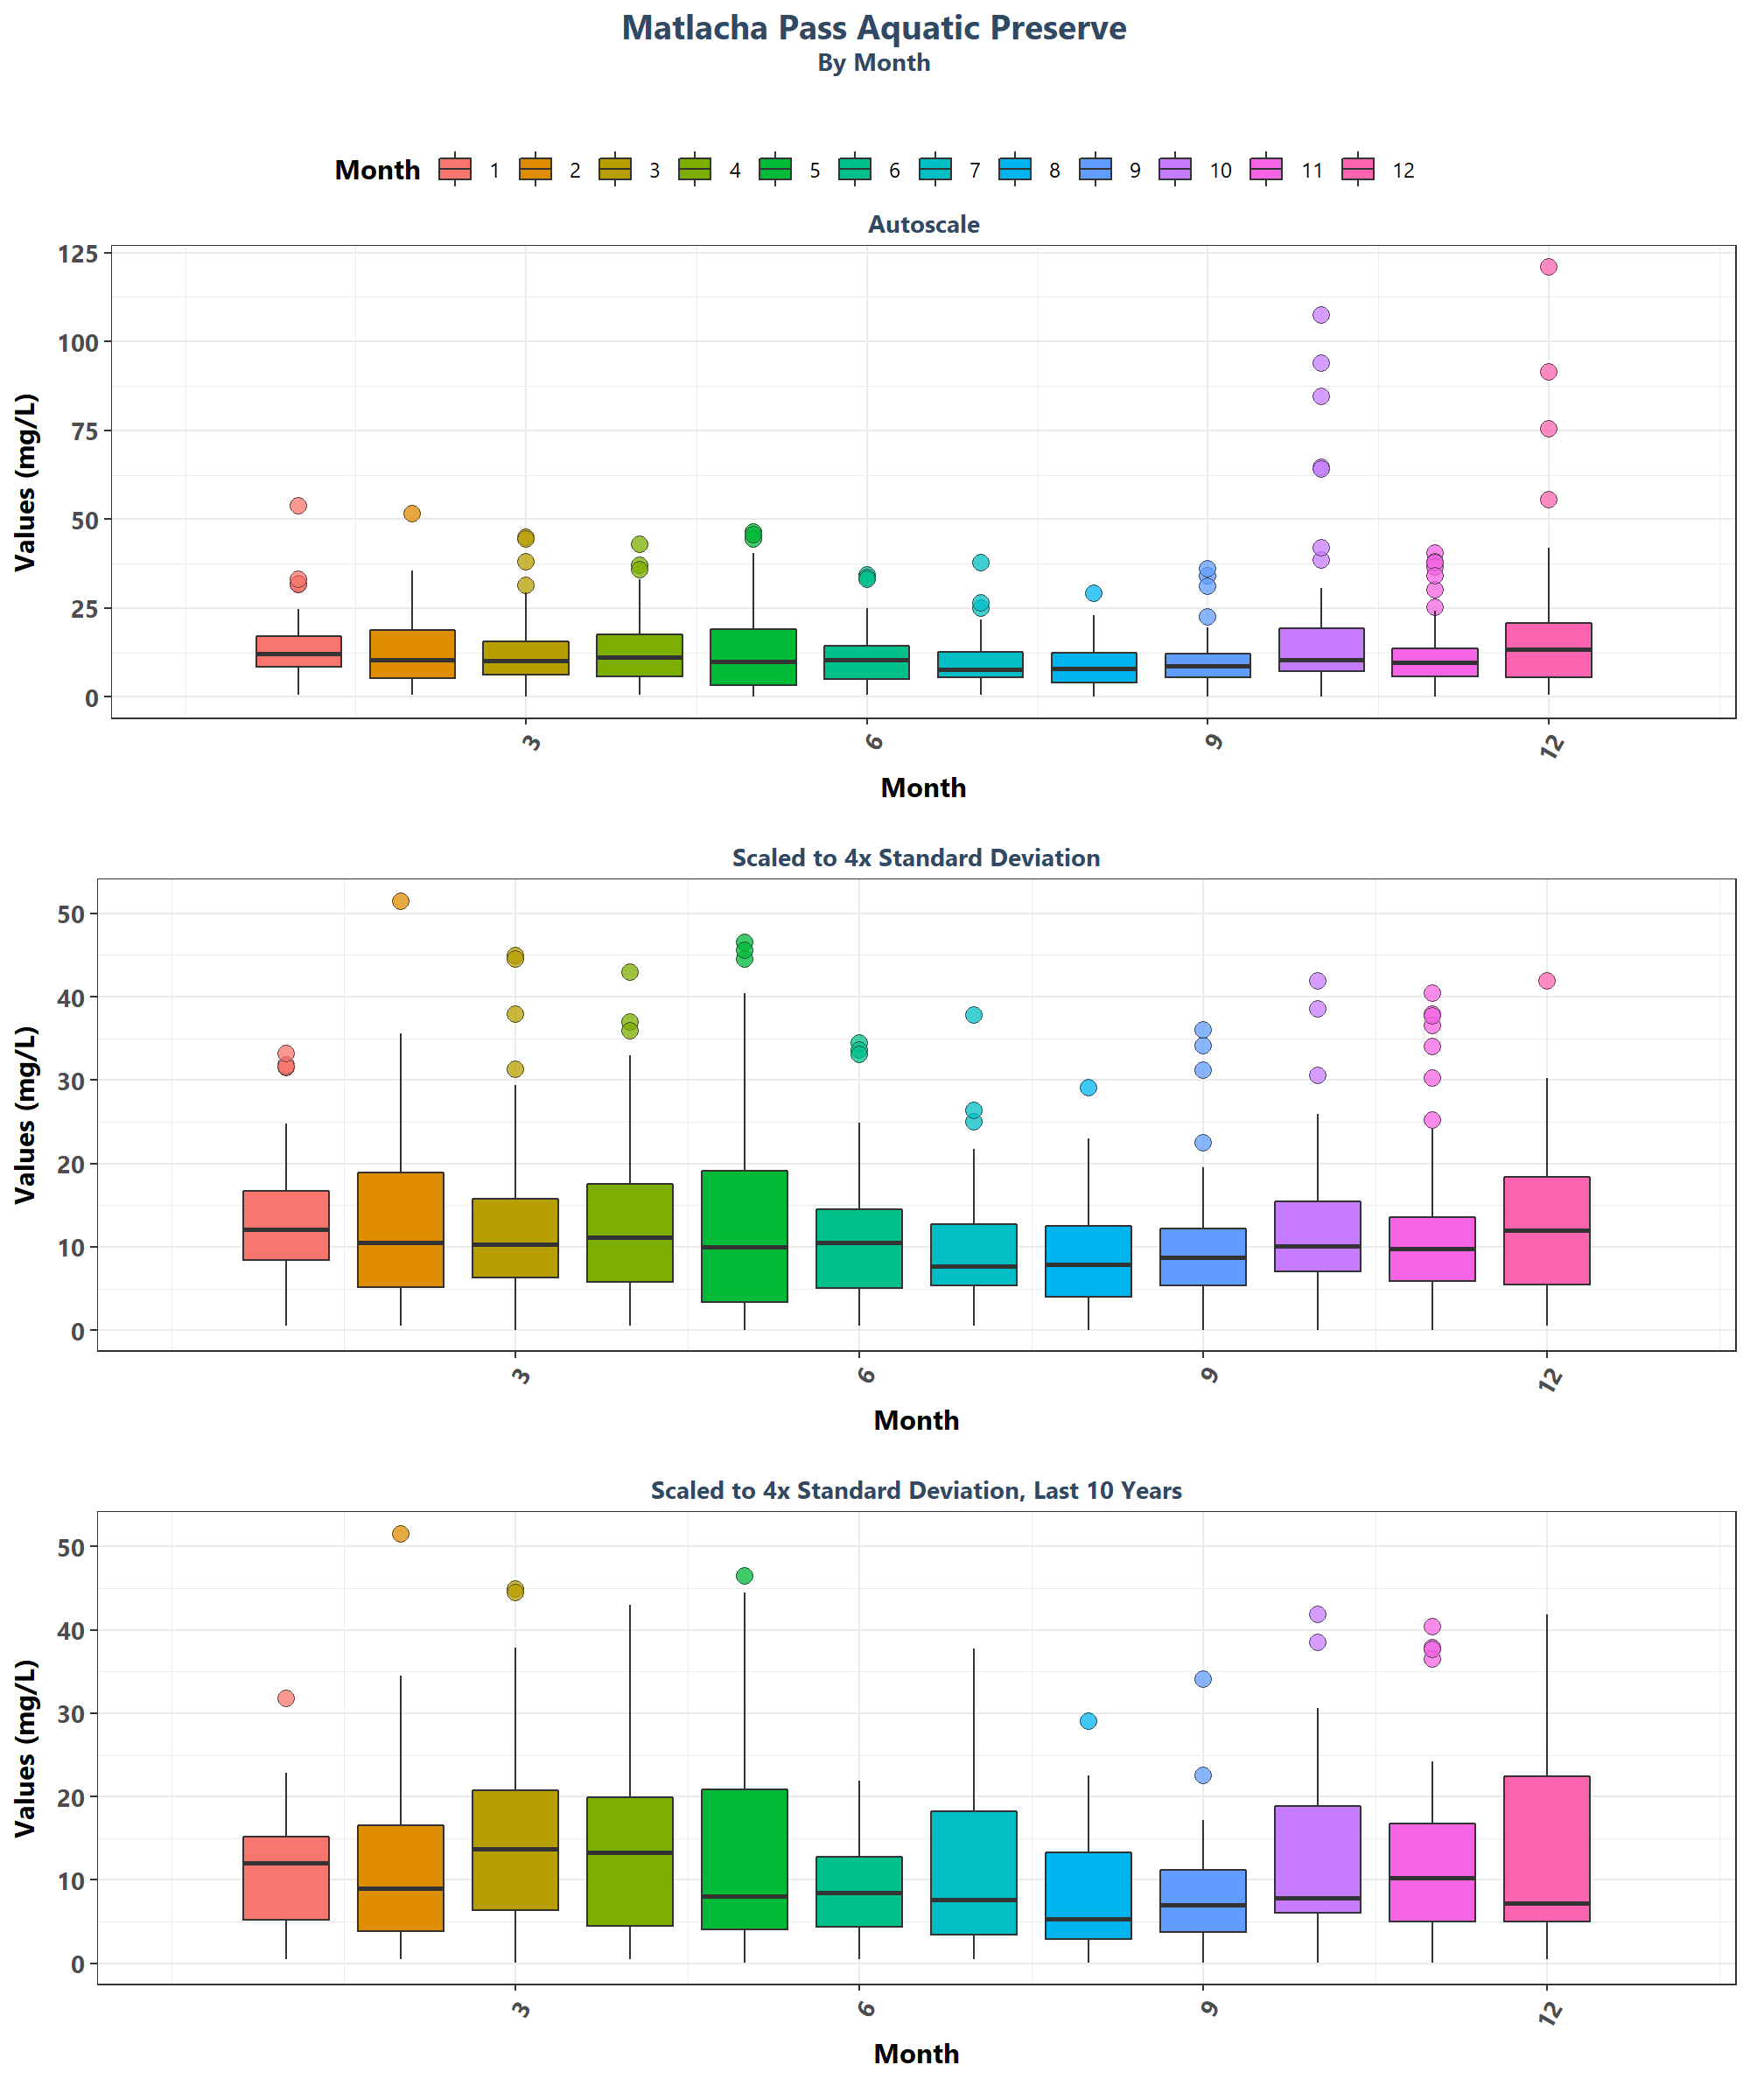 Matlacha Pass Aquatic Preserve
By Month
Month 1 2 3 4 5 6 7 8 9 10 11 12
Autoscale
Values (mg/L)
125
100
75
50
25
0
3 6 9 12
Month
Scaled to 4x Standard Deviation
Values (mg/L)
50
40
30
20
10
0
3 6 9 12
Month
Scaled to 4x Standard Deviation, Last 10 Years
Values (mg/L)
50
40
30
20
10
0
3 6 9 12
Month